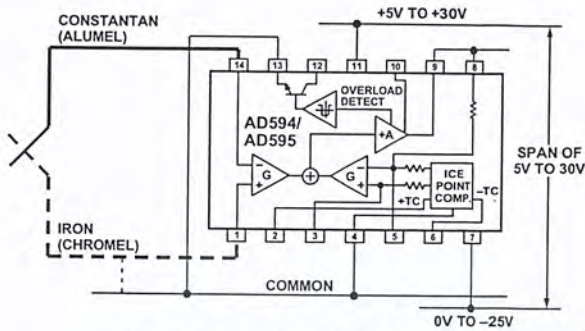 CONSTANTAN
(ALUMEL)
+5V TO +30V
14
13
12
11
10
9
8
OVERLOAD
DETECT
AD594/
AD595
+A
–
G
+
–
G
+
ICE
POINT
COMP.
–TC
+TC
SPAN OF
5V TO 30V
IRON
(CHROMEL)
1
2
3
4
5
6
7
COMMON
0V TO –25V